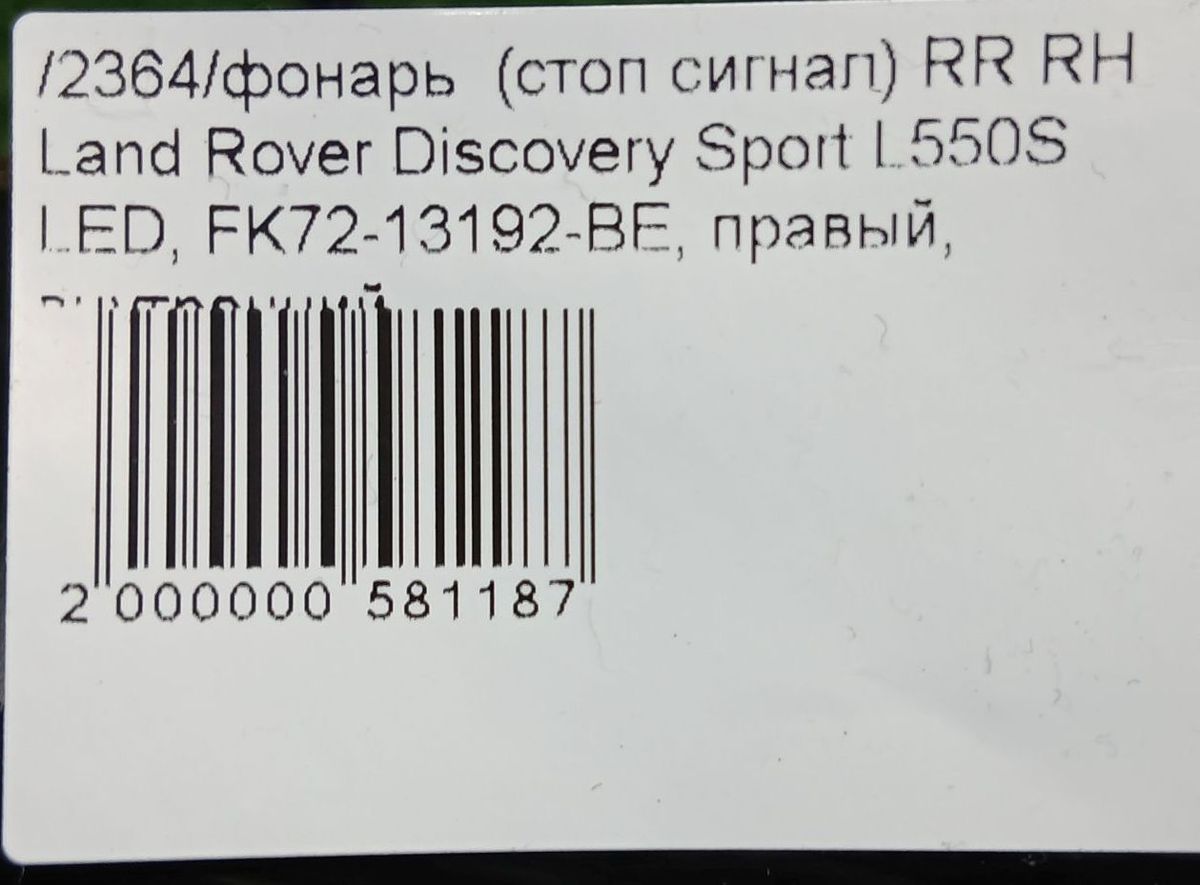 /2364/фонарь (стоп сигнал) RR RH
Land Rover Discovery Sport L550S
LED, FK72-13192-BE, правый,
2 000000 581187